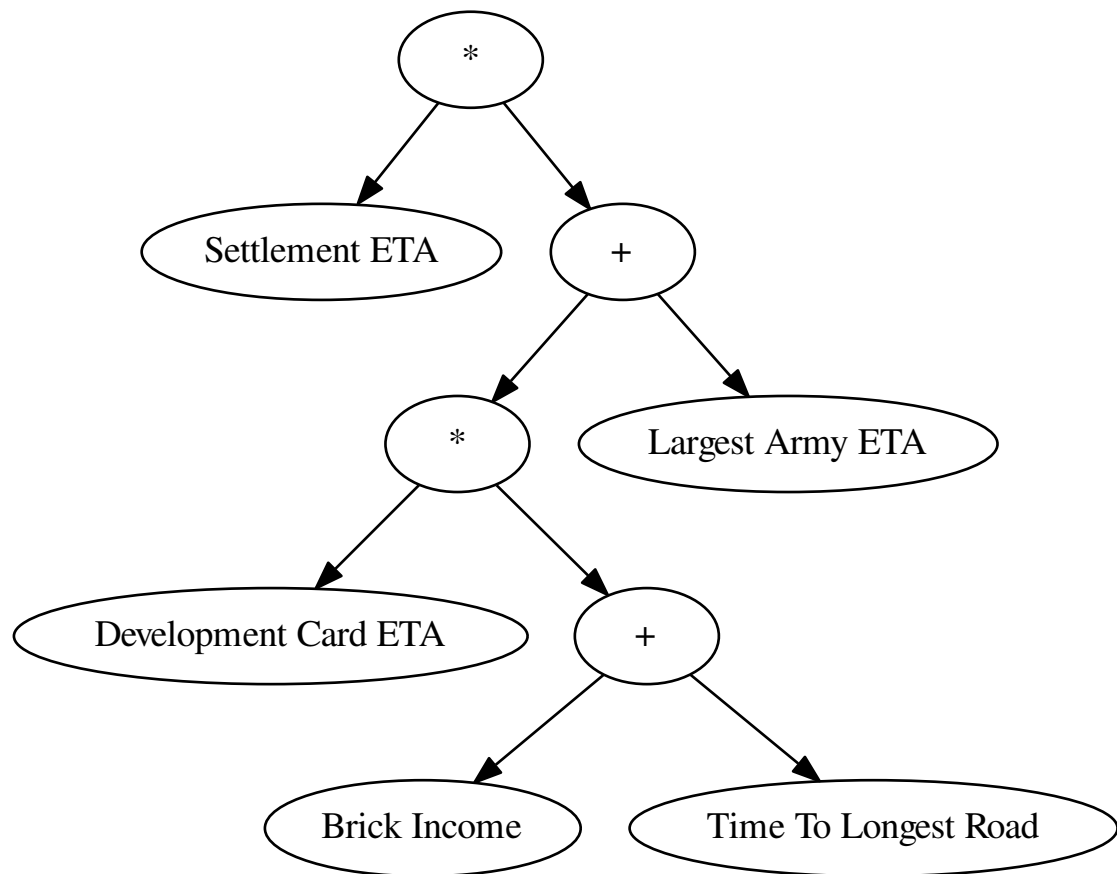 *
Settlement ETA
+
*
Largest Army ETA
Development Card ETA
+
Brick Income
Time To Longest Road